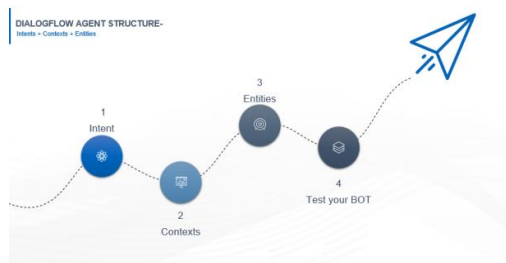 DIALOGFLOW AGENT STRUCTURE-
Intents + Contexts + Entities
1
Intent
2
Contexts
3
Entities
4
Test your BOT